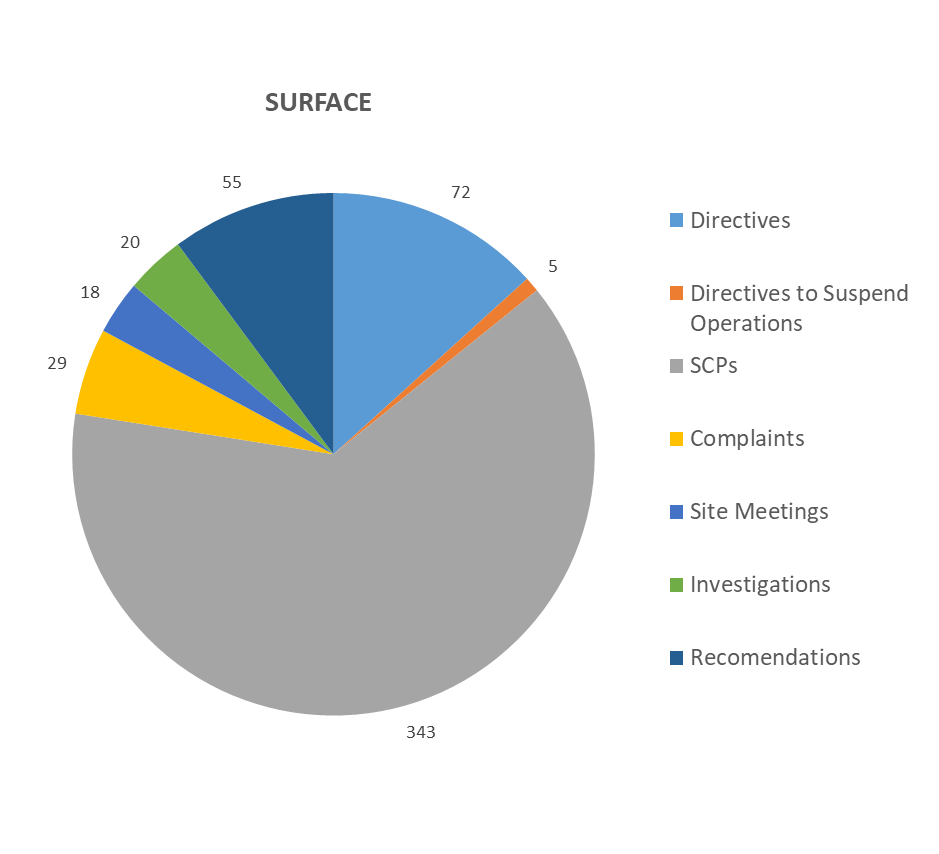 SURFACE
55
72
20
5
18
29
343
Directives
Directives to Suspend
Operations
SCPs
Complaints
Site Meetings
Investigations
Recomendations